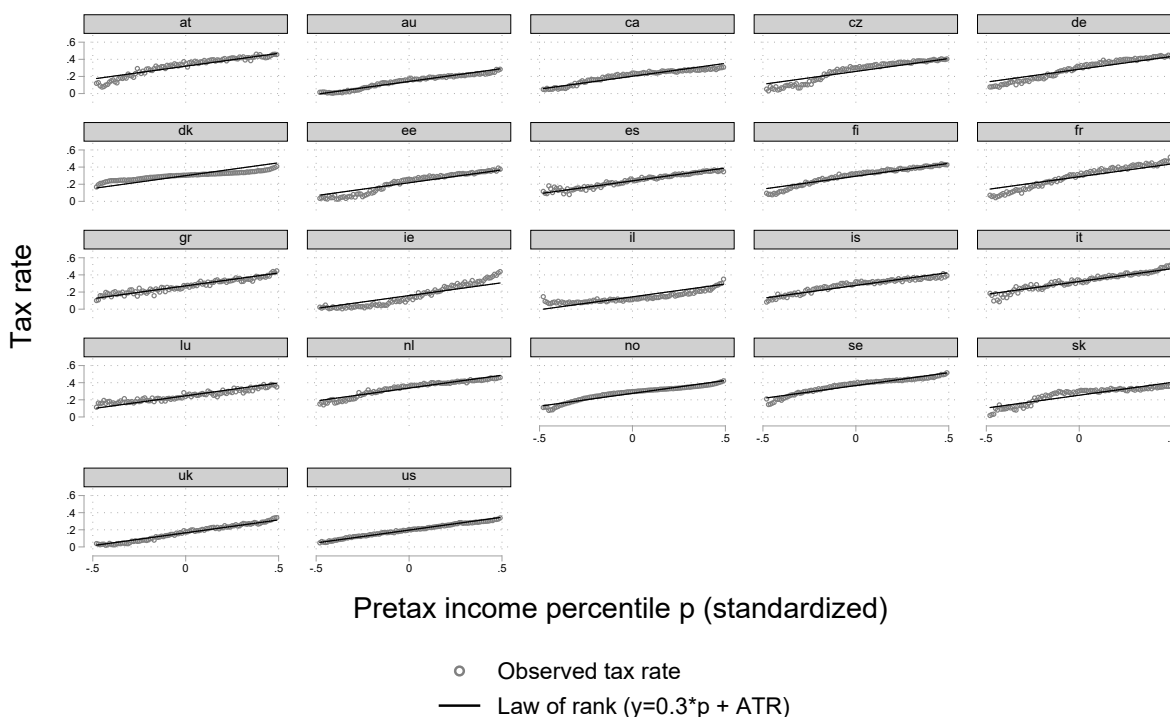 at au ca cz de
.6
.4
.2
0
dk ee es fi fr
.6
.4
.2
0
gr ie il is it
.6
.4
.2
0
lu nl no se sk
.6
.4
.2
0
-.5 0 .5 -.5 0 .5 -.5 0 .5
uk us
.6
.4
.2
0
-.5 0 .5 -.5 0 .5
Tax rate
Pretax income percentile p (standardized)
Observed tax rate
Law of rank (y=0.3*p + ATR)